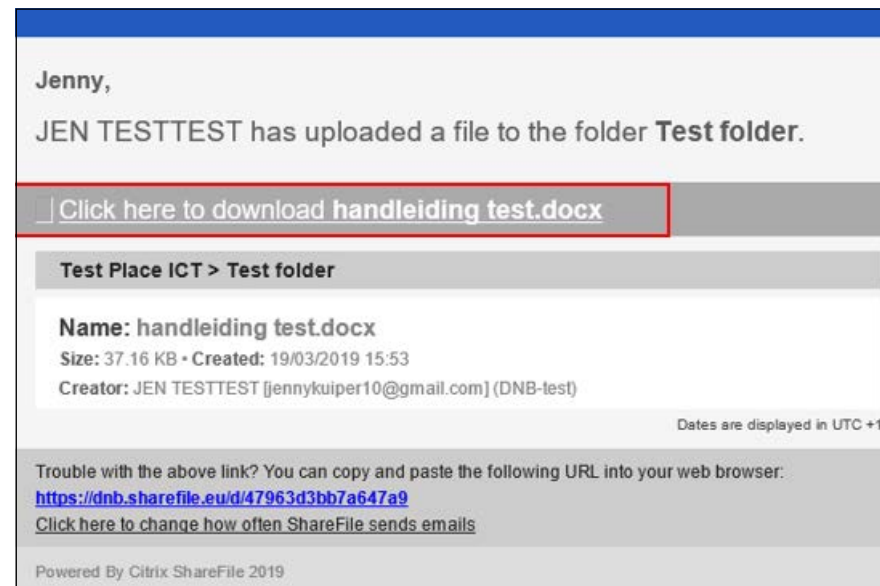 Jenny,
JEN TESTTEST has uploaded a file to the folder Test folder.
Click here to download handleiding test.docx
Test Place ICT > Test folder
Name: handleiding test.docx
Size: 37.16 KB • Created: 19/03/2019 15:53
Creator: JEN TESTTEST [jennykuiper10@gmail.com] (DNB-test)
Dates are displayed in UTC +1
Trouble with the above link? You can copy and paste the following URL into your web browser:
https://dnb.sharefile.eu/d/47963d3bb7a647a9
Click here to change how often ShareFile sends emails
Powered By Citrix ShareFile 2019